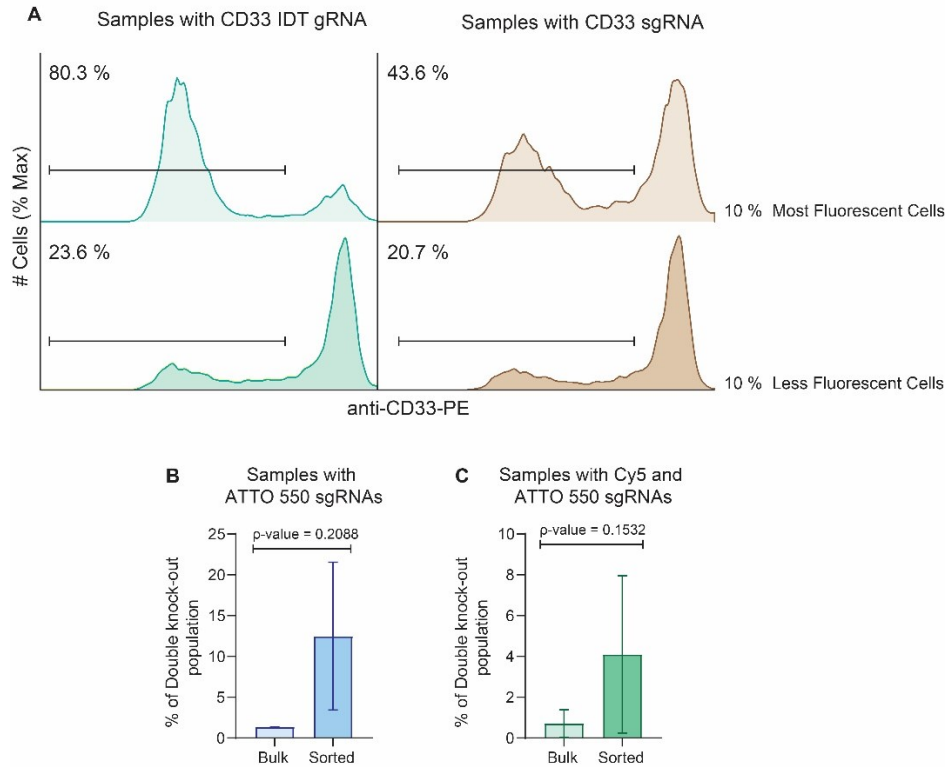 A
Samples with CD33 IDT gRNA
Samples with CD33 sgRNA
# Cells (% Max)
80.3 %
43.6 %
10 % Most Fluorescent Cells
23.6 %
20.7 %
10 % Less Fluorescent Cells
anti-CD33-PE
B
Samples with
ATTO 550 sgRNAs
% of Double knock-out
population
ρ-value = 0.2088
25
20
15
10
5
0
Bulk
Sorted
C
Samples with Cy5 and
ATTO 550 sgRNAs
% of Double knock-out
population
ρ-value = 0.1532
10
8
6
4
2
0
Bulk
Sorted